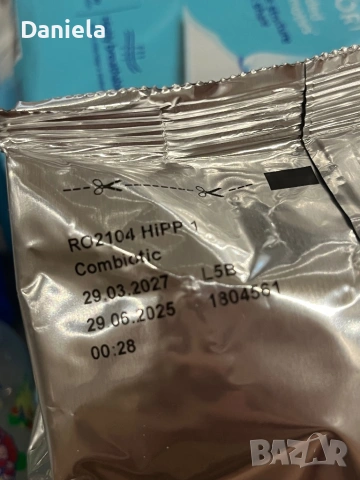 Daniela
RO2104 HiPP 1
Combiotic
29.03.2027 L5B
29.06.2025 1804561
00:28
BAZAR